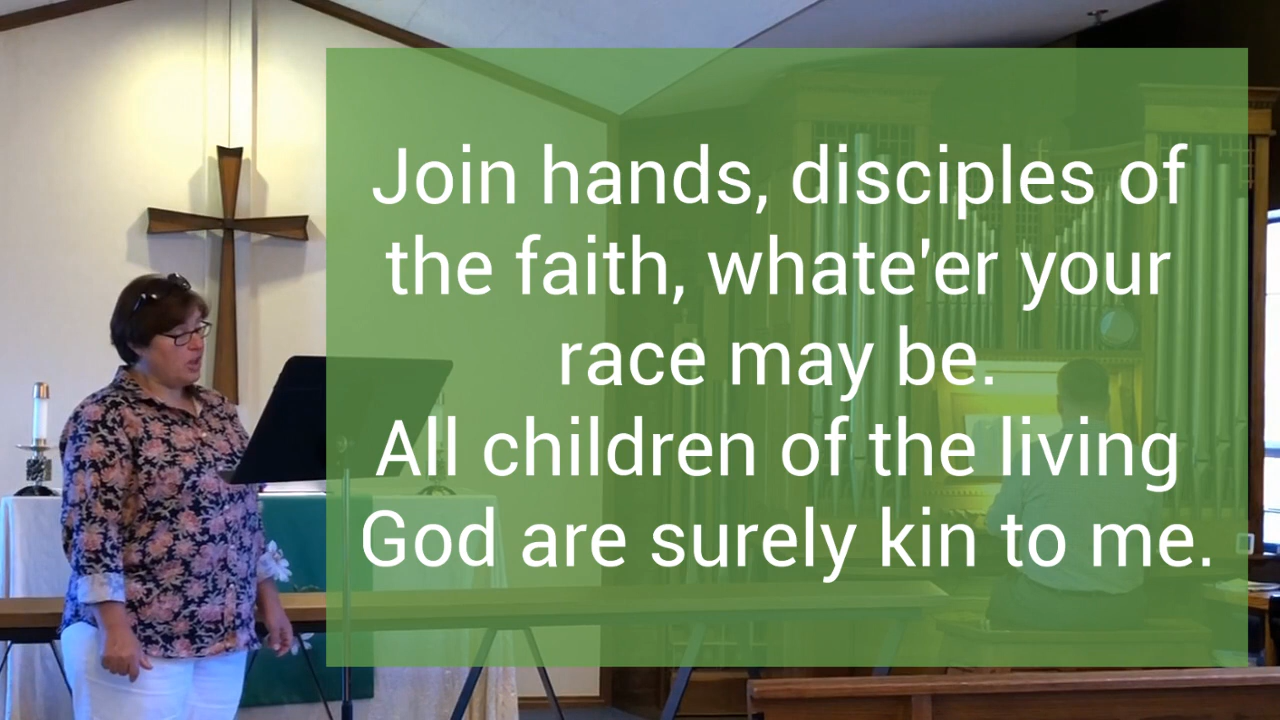 Join hands, disciples of
the faith, whate'er your
race may be.
All children of the living
God are surely kin to me.